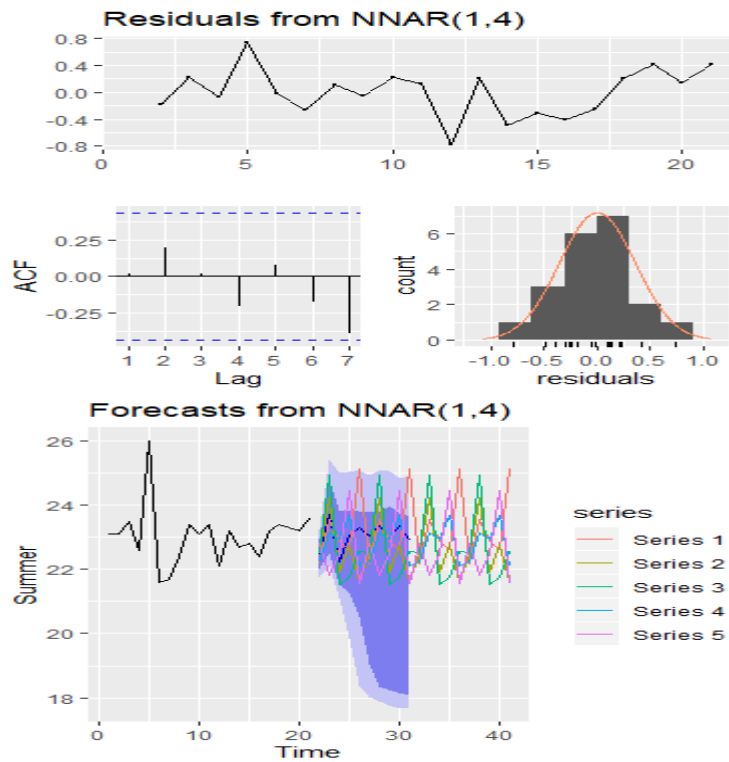 Residuals from NNAR(1,4)
0.8
0.4
0.0
-0.4
-0.8
0 5 10 15 20
ACF
0.25
0.00
-0.25
1 2 3 4 5 6 7
Lag
count
6
4
2
0
-1.0 -0.5 0.0 0.5 1.0
residuals
Forecasts from NNAR(1,4)
Summer
26
24
22
20
18
0 10 20 30 40
Time
series
Series 1
Series 2
Series 3
Series 4
Series 5